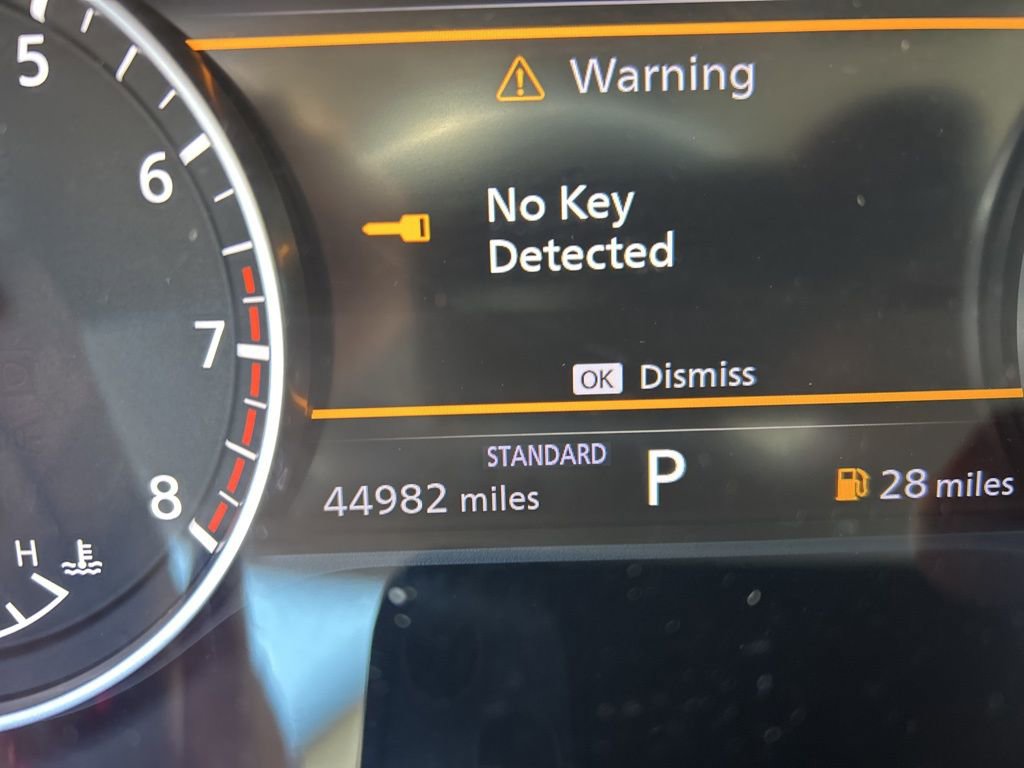 5
6
7
8
H
Warning
No Key
Detected
OK Dismiss
STANDARD
44982 miles
P
28 miles